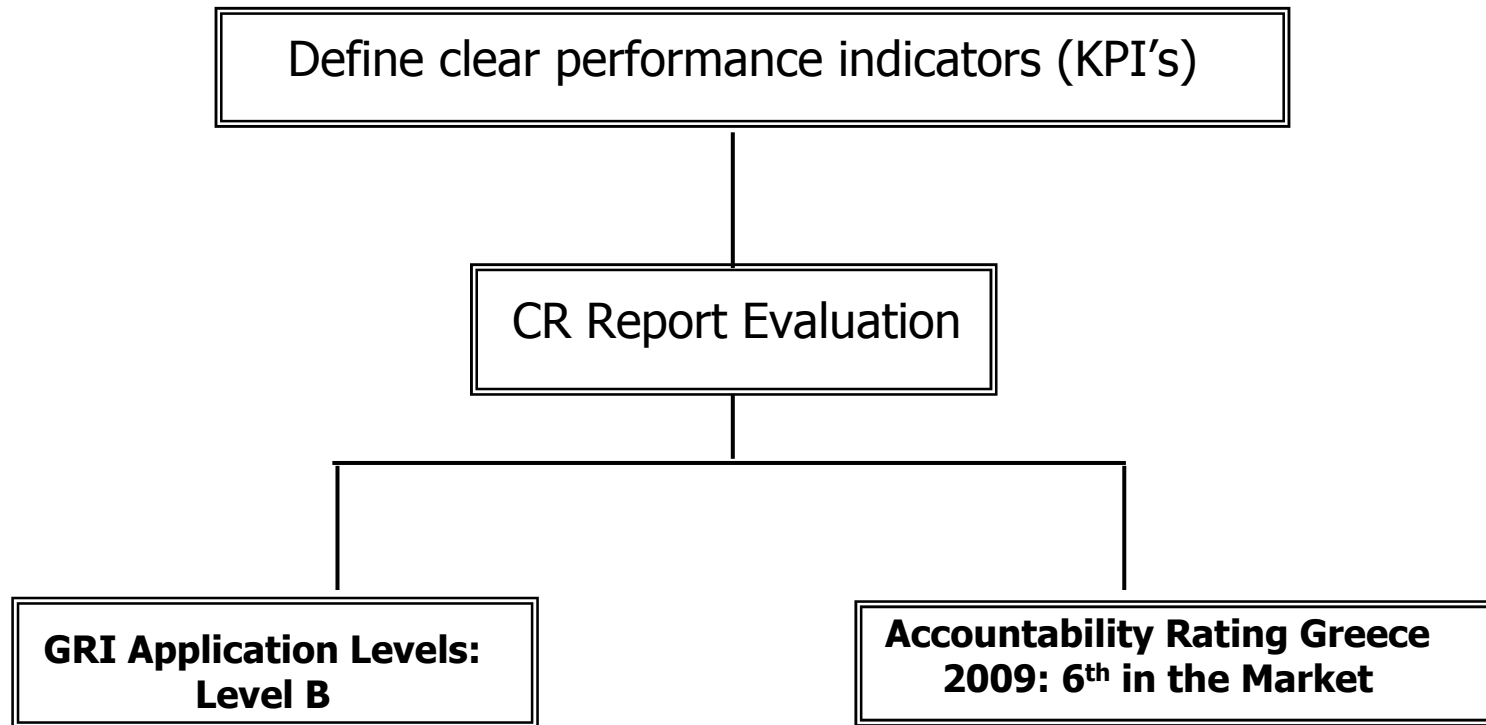 Define clear performance indicators (KPI’s)
CR Report Evaluation
GRI Application Levels:
Level B
Accountability Rating Greece
2009: 6th in the Market